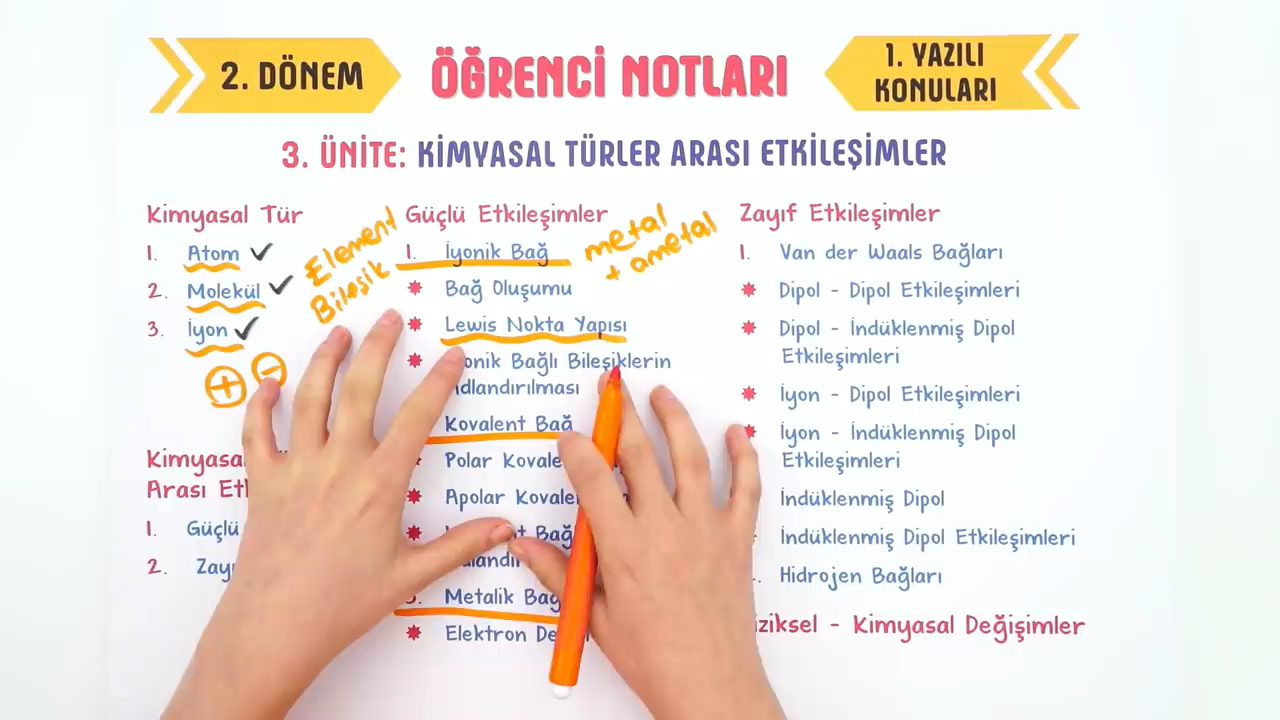 2. DÖNEM
ÖĞRENCİ NOTLARI
1. YAZILI
KONULARI
3. ÜNİTE: KİMYASAL TÜRLER ARASI ETKİLEŞİMLER
Kimyasal Tür
1. Atom
2. Molekül
3. İyon
Element
Bileşik
+ -
Arası
1. Güçlü
2.
Güçlü Etkileşimler
1. İyonik Bağ
metal
+ ametal
Bağ Oluşumu
Lewis Nokta Yapısı
Bağlı Bileşiklerin
Kovalent Bağ
Polar
Apolar
Metalik Bağ
Elektron
Zayıf Etkileşimler
1. Van der Waals Bağları
Dipol - Dipol Etkileşimleri
Dipol - İndüklenmiş Dipol
Etkileşimleri
İyon - Dipol Etkileşimleri
İyon - İndüklenmiş Dipol
Etkileşimleri
İndüklenmiş Dipol
İndüklenmiş Dipol Etkileşimleri
Hidrojen Bağları
- Kimyasal Değişimler